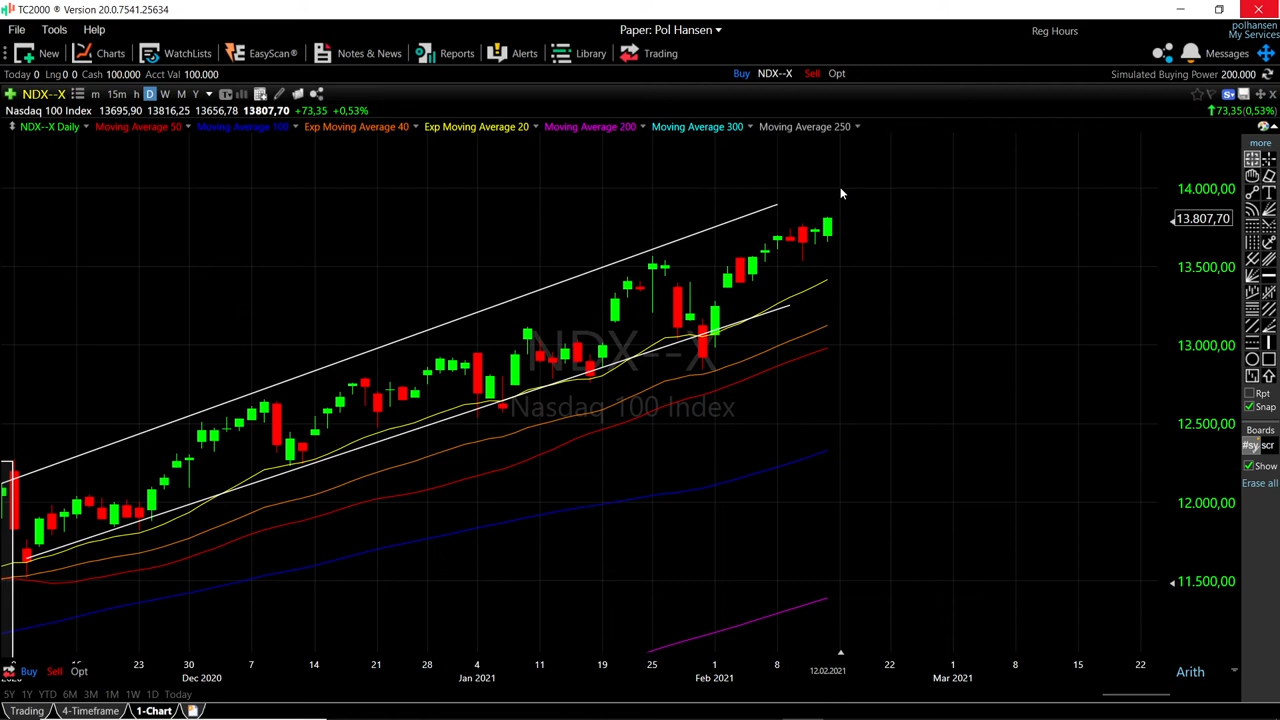 TC2000 ® Version 20.0.7541.25634
File Tools Help Paper: Pol Hansen Reg Hours polhansen
My Services
New Charts WatchLists EasyScan® Notes & News Reports Alerts Library Trading Messages
Today 0 Lng 0 0 Cash 100.000 Acct Val 100.000 Buy NDX--X Sell Opt Simulated Buying Power 200.000
NDX--X m 15m h D W M Y
Nasdaq 100 Index 13695,90 13816,25 13656,78 13807,70 +73,35 +0,53% 73,35(0,53%)
NDX--X Daily Moving Average 50 Moving Average 100 Exp Moving Average 40 Exp Moving Average 20 Moving Average 200 Moving Average 300 Moving Average 250
more
14.000,00
13.807,70
13.500,00
NDX--X
13.000,00
Rpt
Nasdaq 100 Index
Snap
12.500,00
Boards
#sy scr
Show
Erase all
12.000,00
11.500,00
16 23 30 7 14 21 28 4 11 19 25 1 8 22 1 8 15 22
Buy Sell Opt Dec 2020 Jan 2021 Feb 2021 12.02.2021 Mar 2021 Arith
5Y 1Y YTD 6M 3M 1M 1W 1D Today
Trading 4-Timeframe 1-Chart